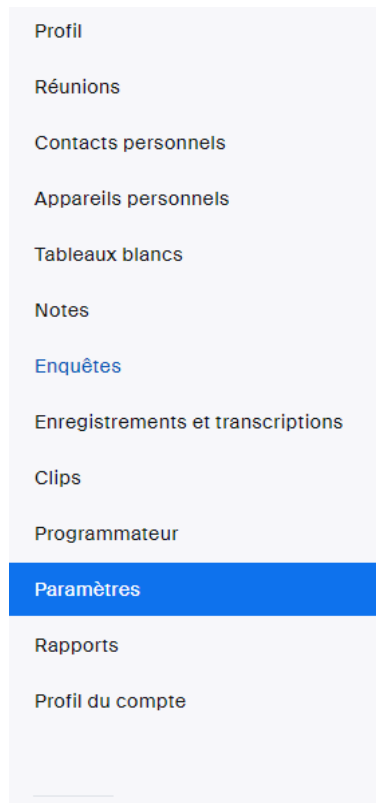 Profil
Réunions
Contacts personnels
Appareils personnels
Tableaux blancs
Notes
Enquêtes
Enregistrements et transcriptions
Clips
Programmateur
Paramètres
Rapports
Profil du compte